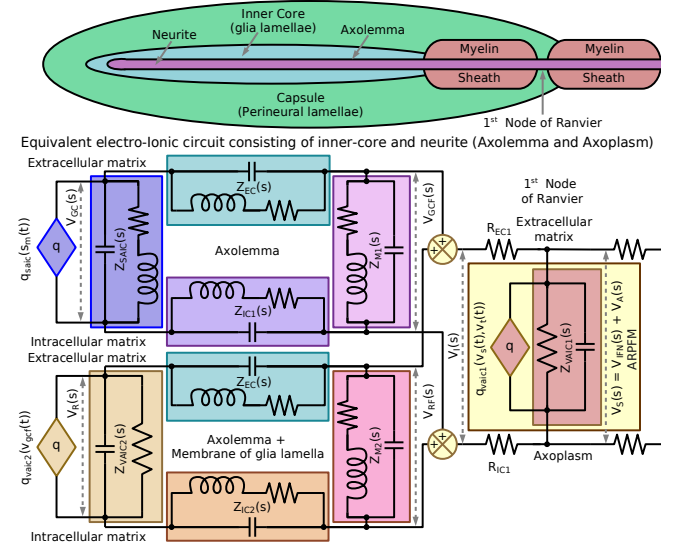 Inner Core
(glia lamellae)
Neurite
Axolemma
Myelin
Myelin
Sheath
Sheath
Capsule
(Perineural lamellae)
1st Node of Ranvier
Equivalent electro-Ionic circuit consisting of inner-core and neurite (Axolemma and Axoplasm)
Extracellular matrix
qsaic(sm(t))
q
VGC(s)
ZSAIC(s)
ZEC(s)
Axolemma
ZIC1(s)
ZM1(s)
VGCF(s)
Intracellular matrix
Extracellular matrix
qvaic2(vgcf(t))
q
VR(s)
ZVAIC2(s)
ZEC(s)
Axolemma +
Membrane of glia lamella
ZIC2(s)
ZM2(s)
VRF(s)
Intracellular matrix
+
+
+
+
1st Node
of Ranvier
REC1
Extracellular
matrix
VI(s)
qvaic1(vs(t),vt(t))
q
ZVAIC1(s)
VS(s) = VIFN(s) + VA(s)
ARPFM
RIC1
Axoplasm